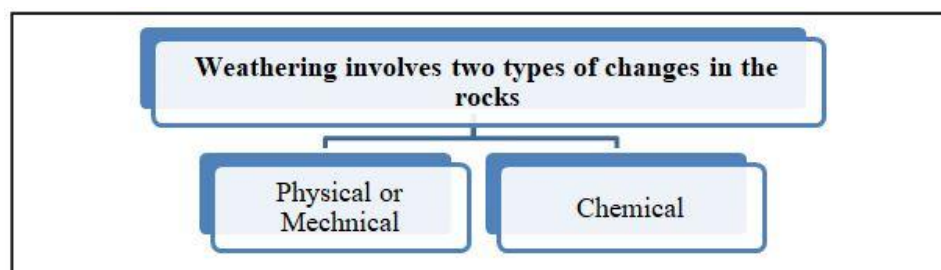 Weathering involves two types of changes in the
rocks
Physical or
Mechnical
Chemical